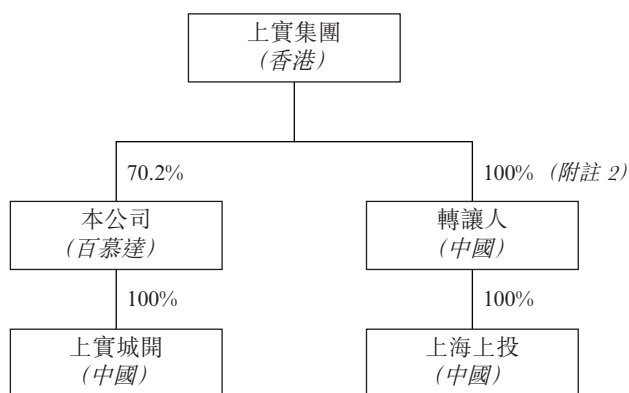 上實集團
（香港）
70.2%
100% （附註 2）
本公司
（百慕達）
轉讓人
（中國）
100%
100%
上實城開
（中國）
上海上投
（中國）